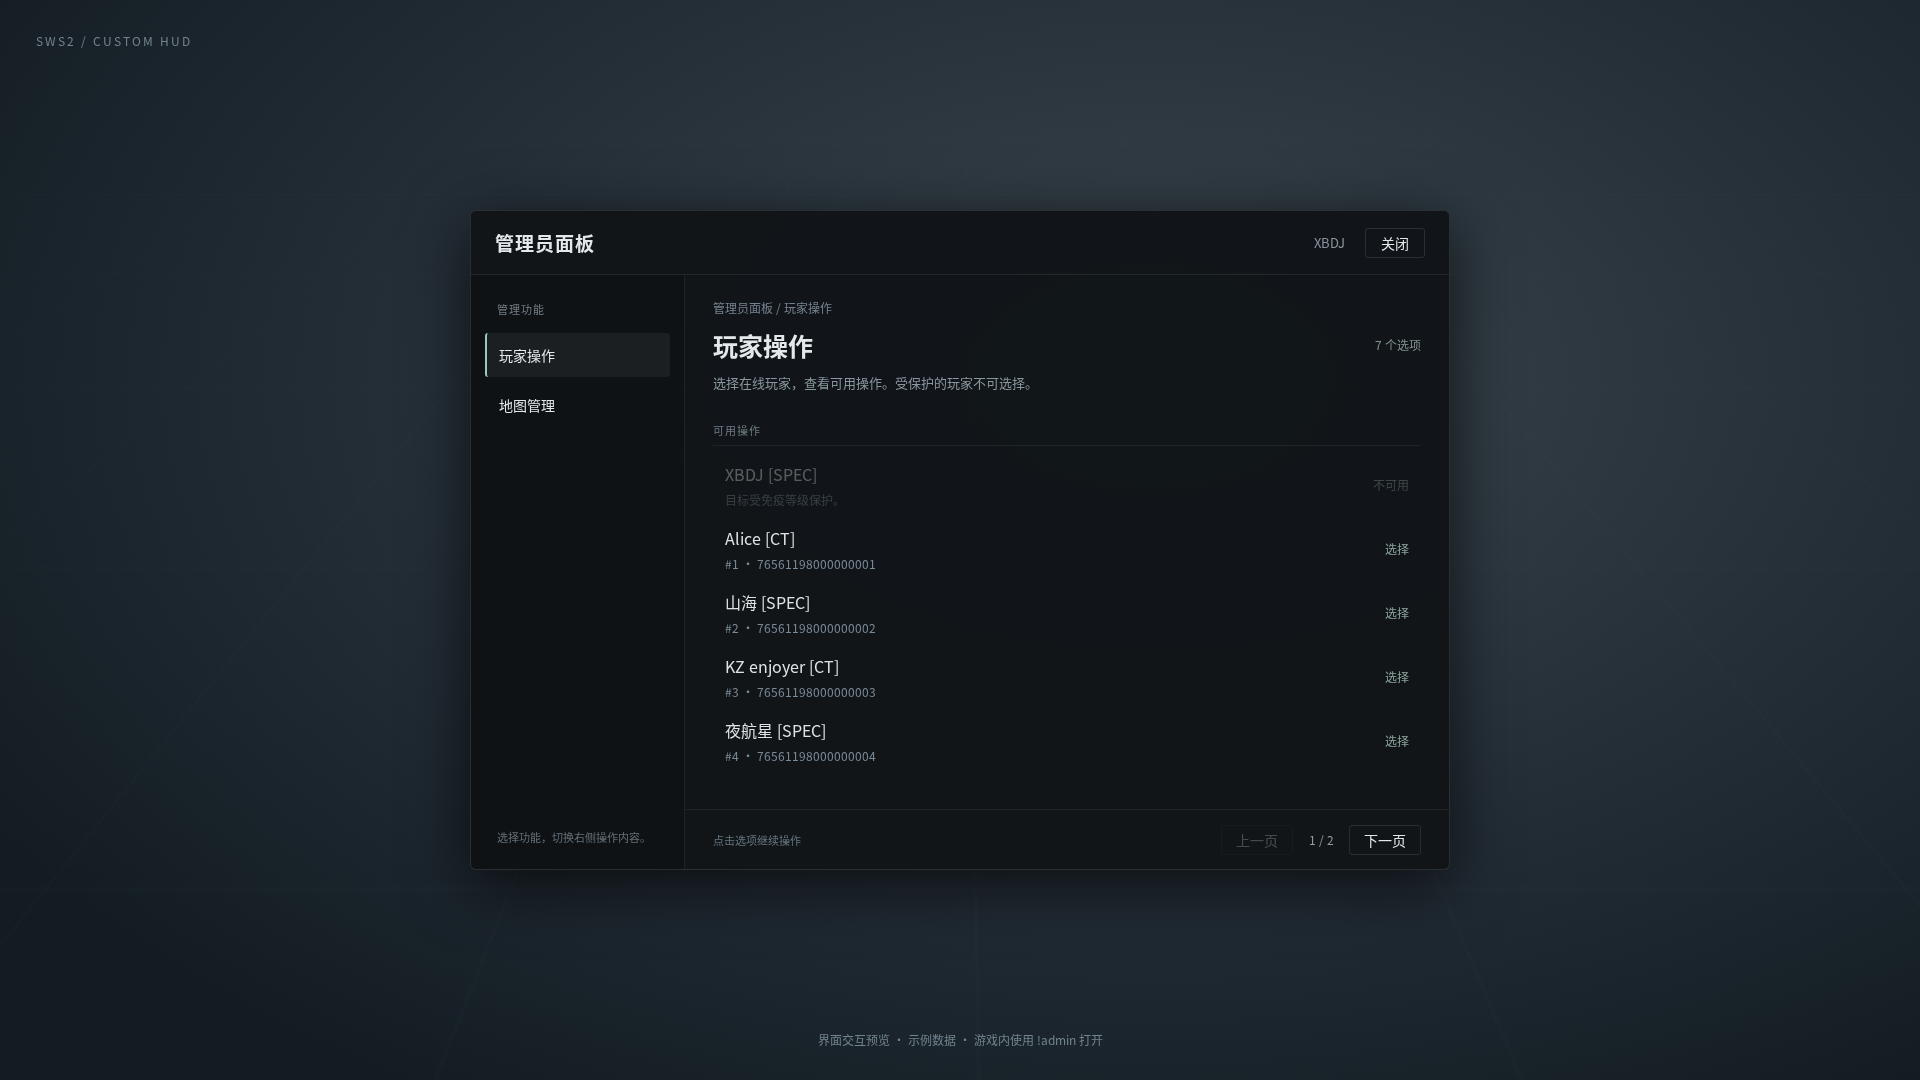 SWS2 / CUSTOM HUD
管理员面板
XBDJ
关闭
管理功能
玩家操作
地图管理
选择功能，切换右侧操作内容。
管理员面板 / 玩家操作
玩家操作
7 个选项
选择在线玩家，查看可用操作。受保护的玩家不可选择。
可用操作
XBDJ [SPEC]
目标受免疫等级保护。
不可用
Alice [CT]
#1 • 76561198000000001
选择
山海 [SPEC]
#2 • 76561198000000002
选择
KZ enjoyer [CT]
#3 • 76561198000000003
选择
夜航星 [SPEC]
#4 • 76561198000000004
选择
点击选项继续操作
上一页
1 / 2
下一页
界面交互预览 • 示例数据 • 游戏内使用 !admin 打开